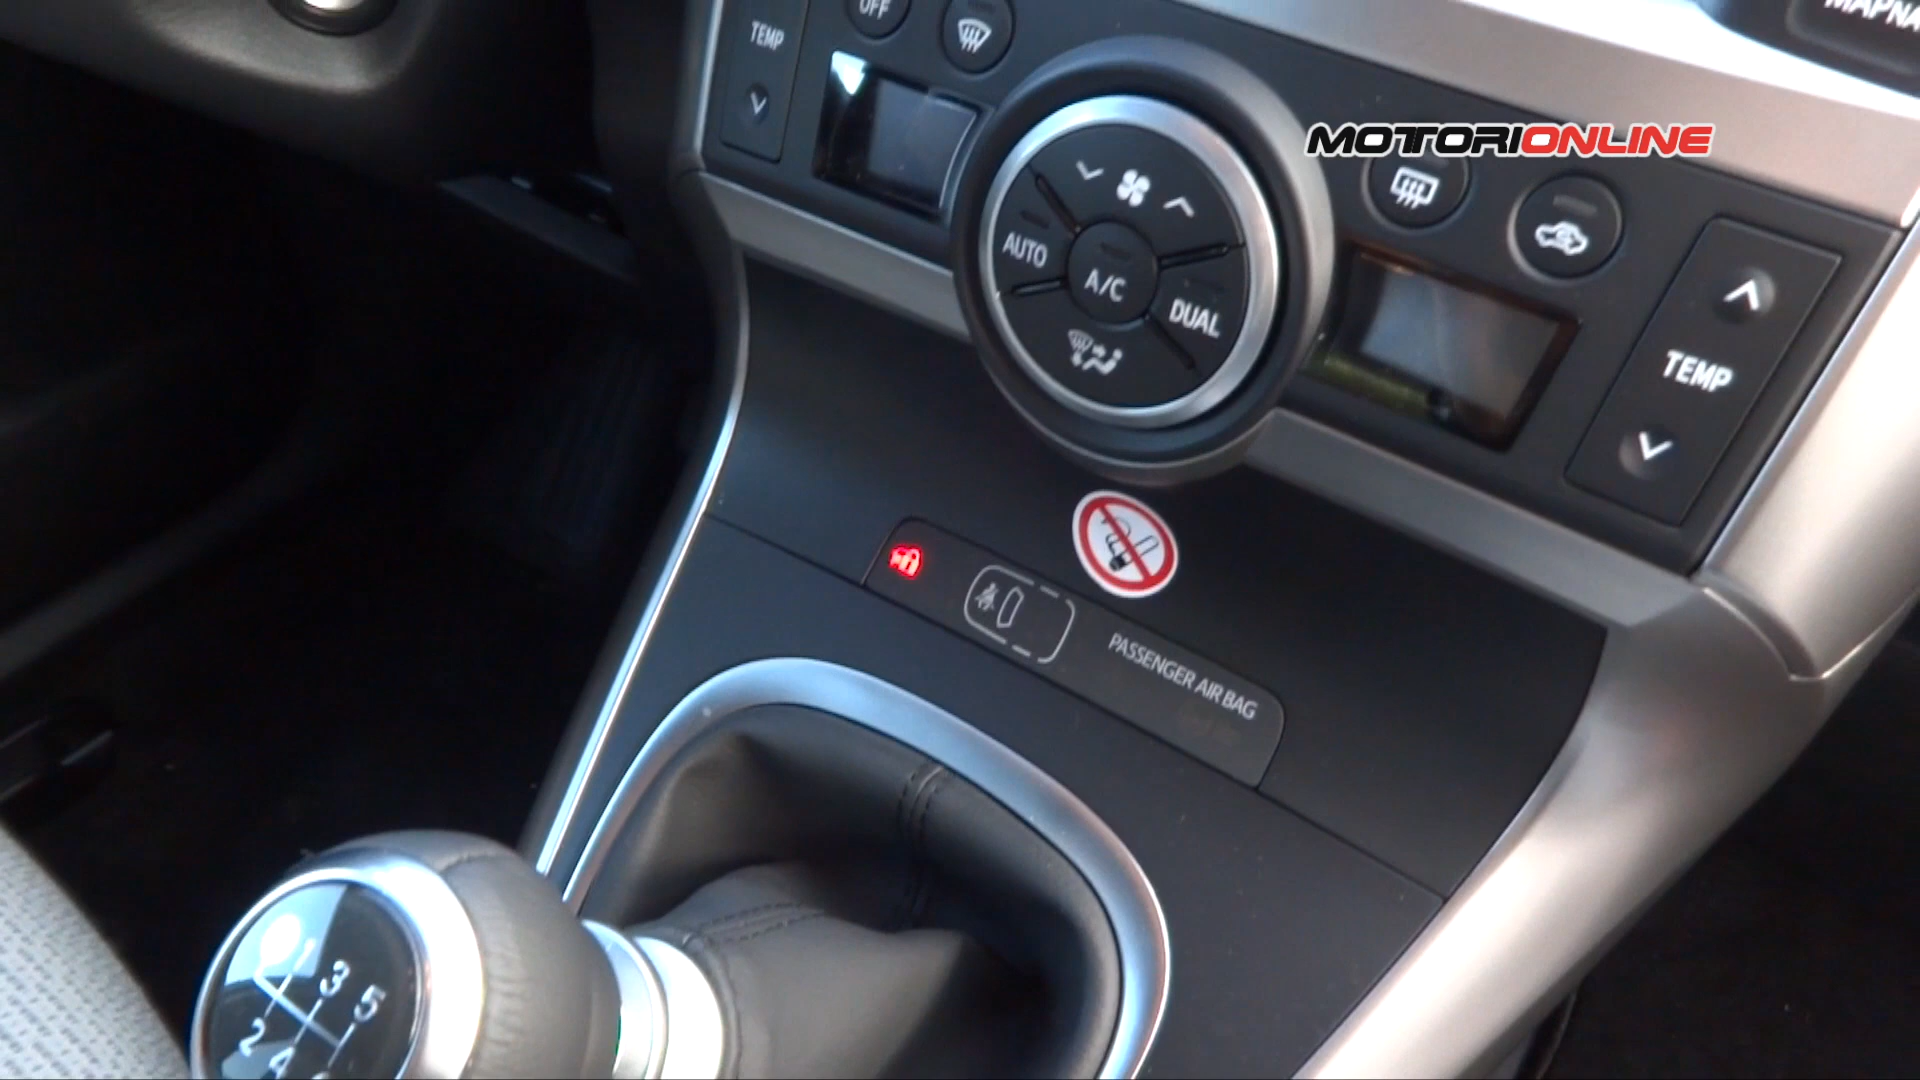 OFF
TEMP
MOTORIONLINE
AUTO
A/C
DUAL
TEMP
PASSENGER AIR BAG
1 3 5
2 4